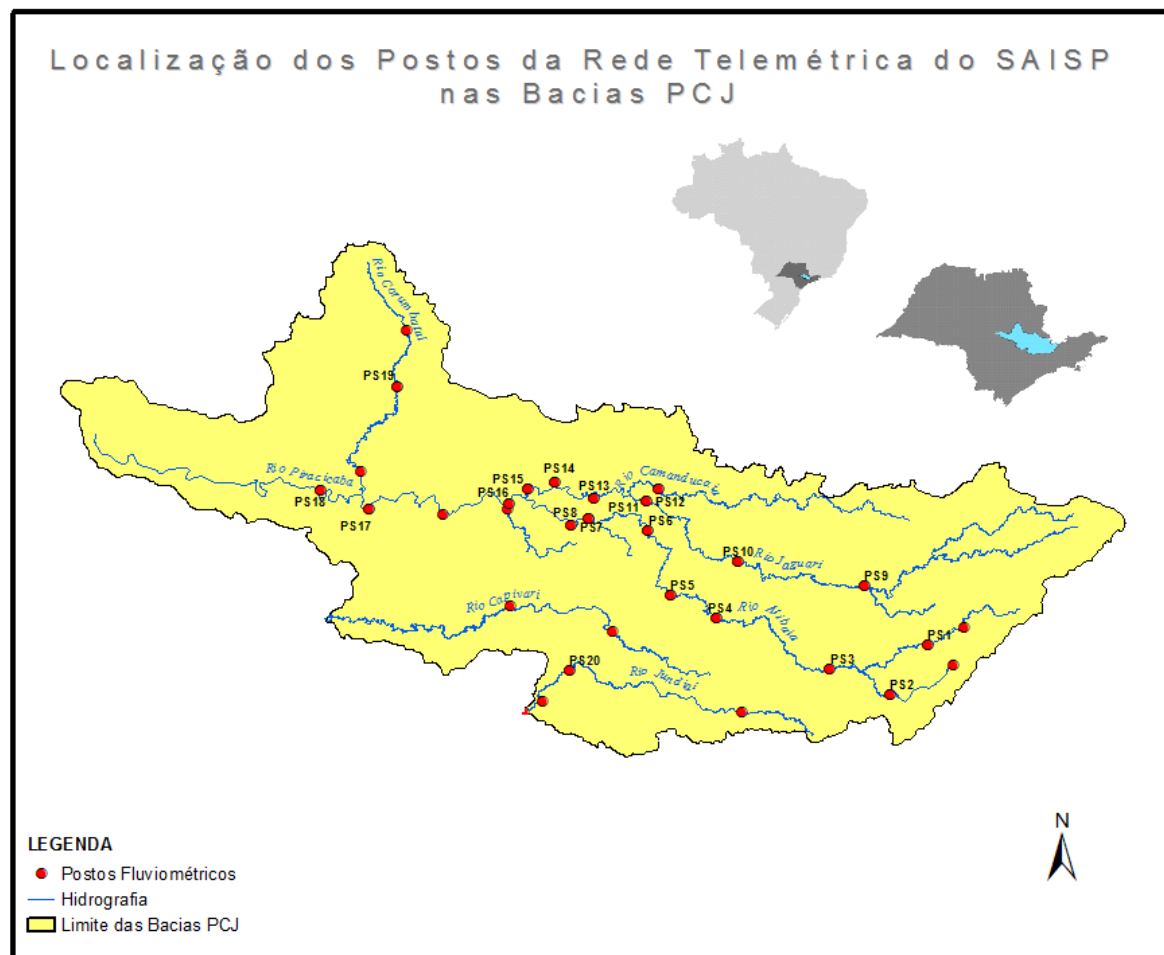 Localização dos Postos da Rede Telemétrica do SAISP
nas Bacias PCJ
Rio Corumbataí
PS19
Rio Piracicaba
PS18
PS17
PS15
PS14
PS16
PS13
Rio Camanducaia
PS11
PS12
PS8
PS7
PS6
PS10
Rio Jaguari
PS9
PS5
PS4
Rio Atibaia
Rio Capivari
PS1
PS3
PS2
PS20
Rio Jundiaí
N
LEGENDA
Postos Fluviométricos
Hidrografia
Limite das Bacias PCJ